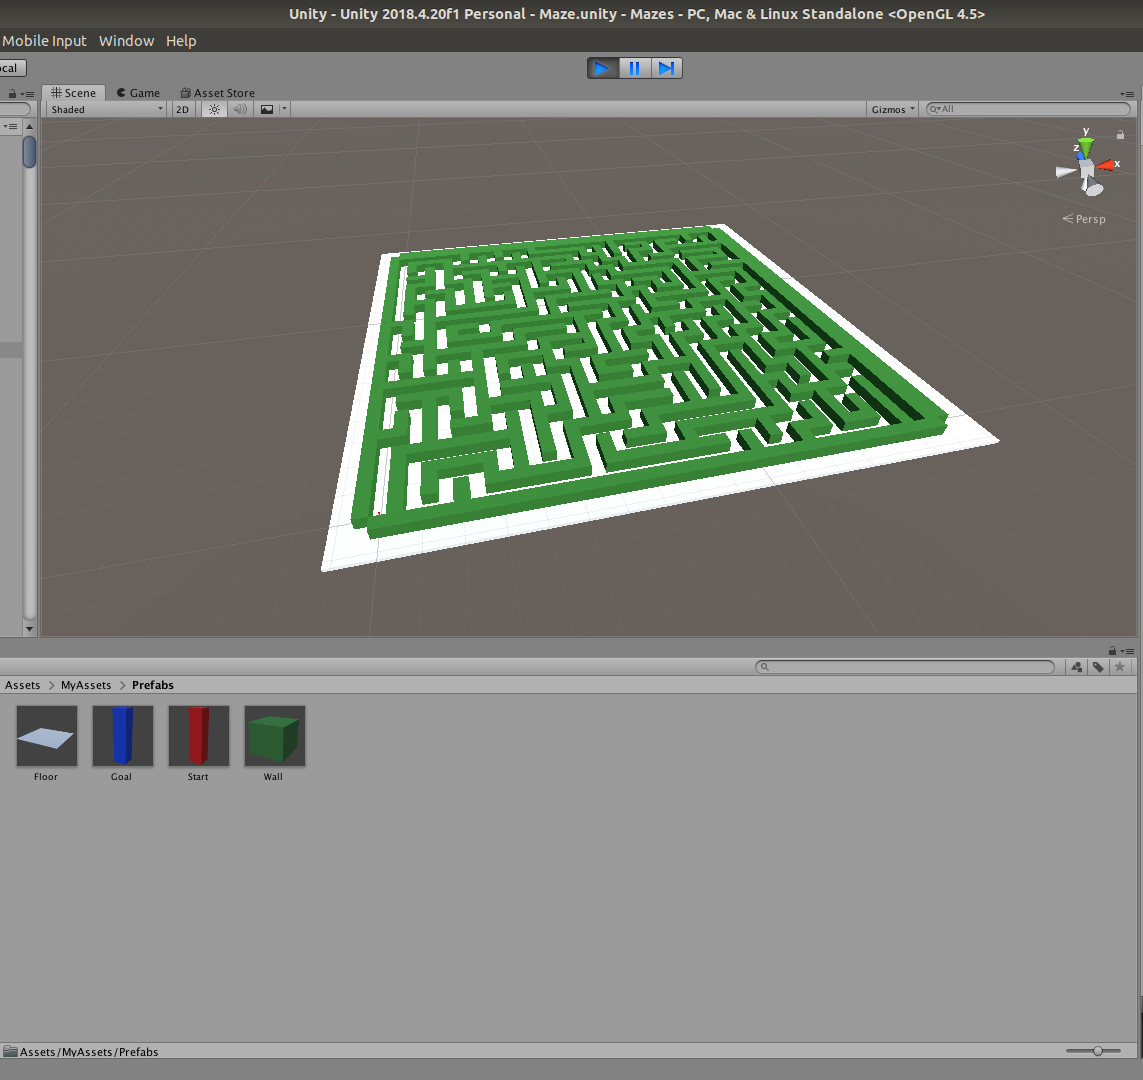 Unity - Unity 2018.4.20f1 Personal - Maze.unity - Mazes - PC, Mac & Linux Standalone <OpenGL 4.5>
Mobile Input Window Help
cal
Scene Game Asset Store
Shaded 2D Gizmos All
y
z x
Persp
Assets MyAssets Prefabs
Floor Goal Start Wall
Assets/MyAssets/Prefabs